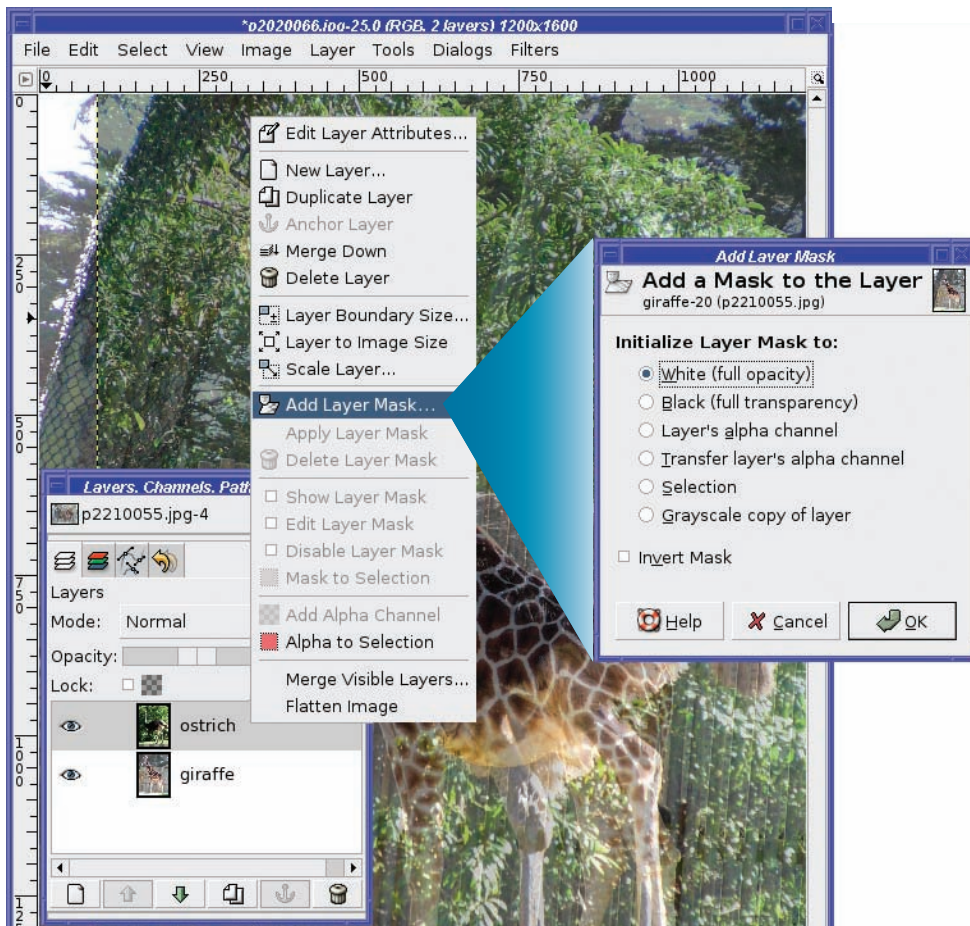 *p2020066.jpg-25.0 (RGB, 2 layers) 1200x1600
File Edit Select View Image Layer Tools Dialogs Filters
0 250 500 750 1000
0
250
500
750
1000
12
Edit Layer Attributes...
New Layer...
Duplicate Layer
Anchor Layer
Merge Down
Delete Layer
Layer Boundary Size...
Layer to Image Size
Scale Layer...
Add Layer Mask...
Apply Layer Mask
Delete Layer Mask
Show Layer Mask
Edit Layer Mask
Disable Layer Mask
Mask to Selection
Add Alpha Channel
Alpha to Selection
Merge Visible Layers...
Flatten Image
Layers, Channels, Path
p2210055.jpg-4
Layers
Mode: Normal
Opacity:
Lock:
ostrich
giraffe
Add Layer Mask
Add a Mask to the Layer
giraffe-20 (p2210055.jpg)
Initialize Layer Mask to:
White (full opacity)
Black (full transparency)
Layer's alpha channel
Transfer layer's alpha channel
Selection
Grayscale copy of layer
Invert Mask
Help Cancel OK